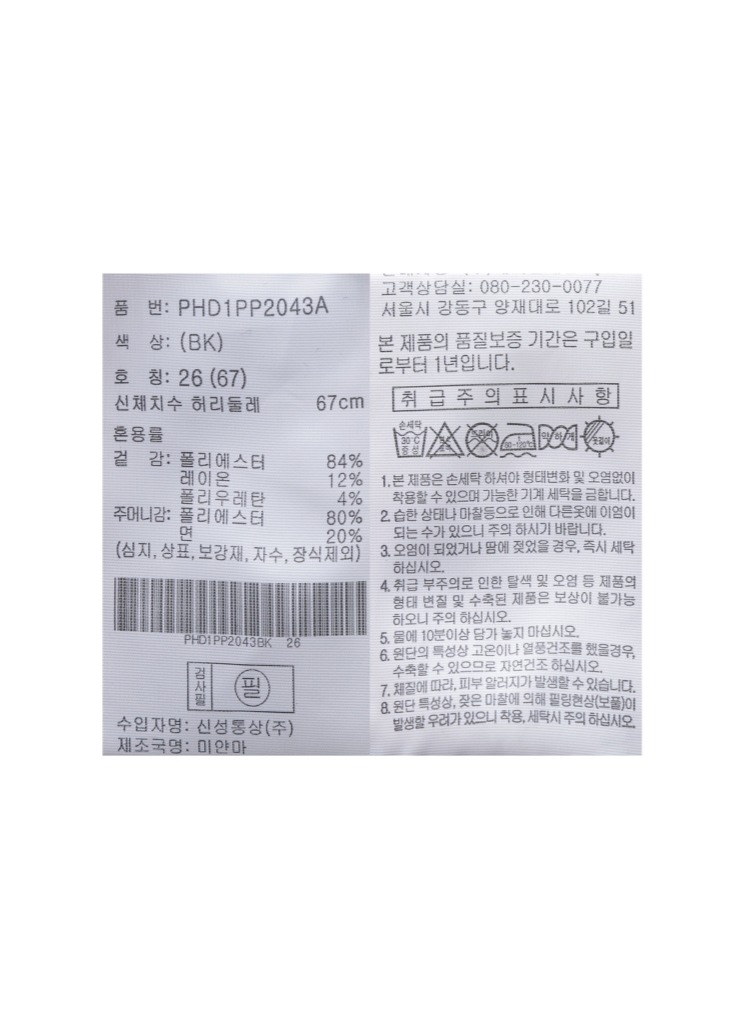 품 번: PHD1PP2043A
색 상: (BK)
호 칭: 26 (67)
신체치수 허리둘레 67cm
혼용률
겉 감: 폴리에스터 84%
레이온 12%
폴리우레탄 4%
주머니감: 폴리에스터 80%
면 20%
(심지, 상표, 보강재, 자수, 장식제외)
PHD1PP2043BK 26
검사필
필
수입자명: 신성통상(주)
제조국명: 미얀마
고객상담실: 080-230-0077
서울시 강동구 양재대로 102길 51
본 제품의 품질보증 기간은 구입일
로부터 1년입니다.
취급주의표시사항
손세탁
30℃
중성
약하게
옷걸이
1. 본 제품은 손세탁 하셔야 형태변화 및 오염없이
착용할 수 있으며 가능한 기계 세탁을 금합니다.
2. 습한 상태나 마찰등으로 인해 다른옷에 이염이
되는 수가 있으니 주의 하시기 바랍니다.
3. 오염이 되었거나 땀에 젖었을 경우, 즉시 세탁
하십시오.
4. 취급 부주의로 인한 탈색 및 오염 등 제품의
형태 변질 및 수축된 제품은 보상이 불가능
하오니 주의 하십시오.
5. 물에 10분이상 담가 놓지 마십시오.
6. 원단의 특성상 고온이나 열풍건조를 했을경우,
수축할 수 있으므로 자연건조 하십시오.
7. 체질에 따라, 피부 알러지가 발생할 수 있습니다.
8. 원단 특성상, 잦은 마찰에 의해 필링현상(보풀)이
발생할 우려가 있으니 착용, 세탁시 주의 하십시오.